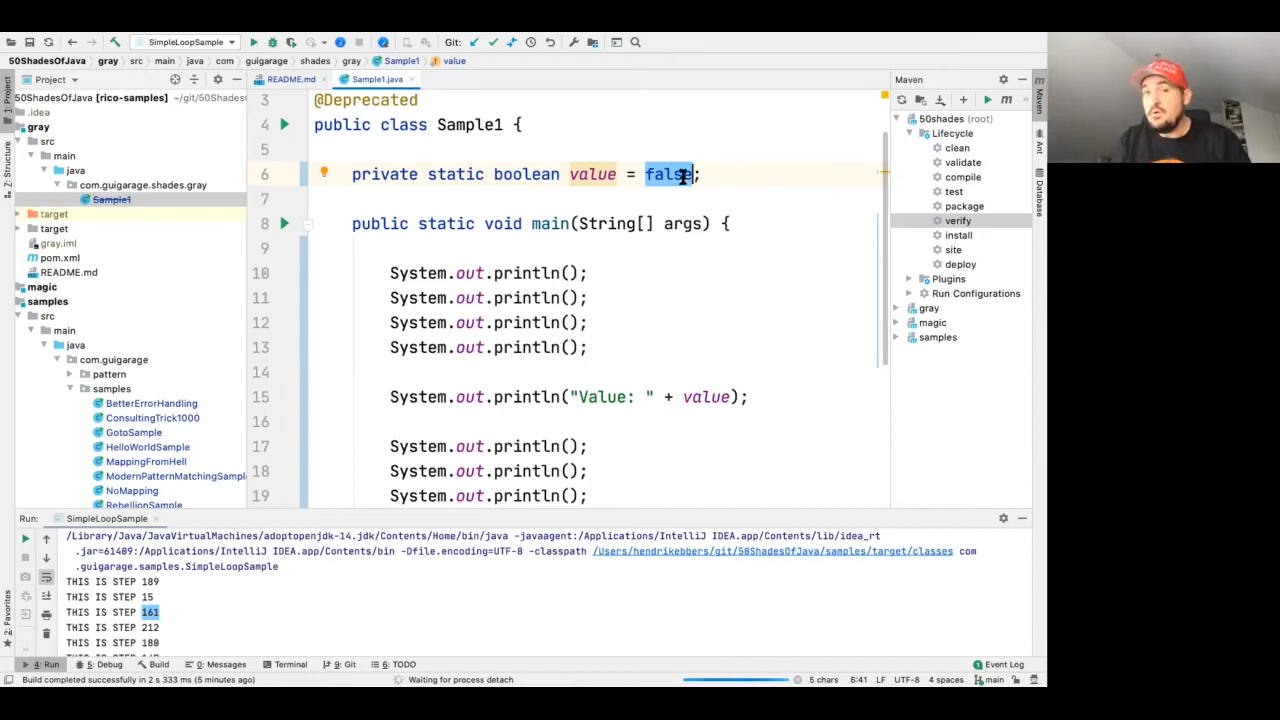 SimpleLoopSample
Git:
50ShadesOfJava
gray
src
main
java
com
guigarage
shades
gray
Sample1
value
Project
README.md
Sample1.java
Maven
50ShadesOfJava [rico-samples] ~/git/50ShadesO
.idea
gray
src
main
java
com.guigarage.shades.gray
Sample1
target
target
gray.iml
pom.xml
README.md
magic
samples
src
main
java
com.guigarage
pattern
samples
BetterErrorHandling
ConsultingTrick1000
GotoSample
HelloWorldSample
MappingFromHell
ModernPatternMatchingSampl
NoMapping
RebellionSample
1: Project
7: Structure
2: Favorites
3 @Deprecated
4 public class Sample1 {
5
6 private static boolean value = false;
7
8 public static void main(String[] args) {
9
10 System.out.println();
11 System.out.println();
12 System.out.println();
13 System.out.println();
14
15 System.out.println("Value: " + value);
16
17 System.out.println();
18 System.out.println();
19 System.out.println();
50shades (root)
Lifecycle
clean
validate
compile
test
package
verify
install
site
deploy
Plugins
Run Configurations
gray
magic
samples
Maven
Ant
Database
Run: SimpleLoopSample
/Library/Java/JavaVirtualMachines/adoptopenjdk-14.jdk/Contents/Home/bin/java -javaagent:/Applications/IntelliJ IDEA.app/Contents/lib/idea_rt
.jar=61409:/Applications/IntelliJ IDEA.app/Contents/bin -Dfile.encoding=UTF-8 -classpath /Users/hendrikebbers/git/50ShadesOfJava/samples/target/classes com
.guigarage.samples.SimpleLoopSample
THIS IS STEP 189
THIS IS STEP 15
THIS IS STEP 161
THIS IS STEP 212
THIS IS STEP 180
4: Run 5: Debug Build 0: Messages Terminal 9: Git 6: TODO Event Log
Build completed successfully in 2 s 333 ms (5 minutes ago) Waiting for process detach 5 chars 6:41 LF UTF-8 4 spaces main